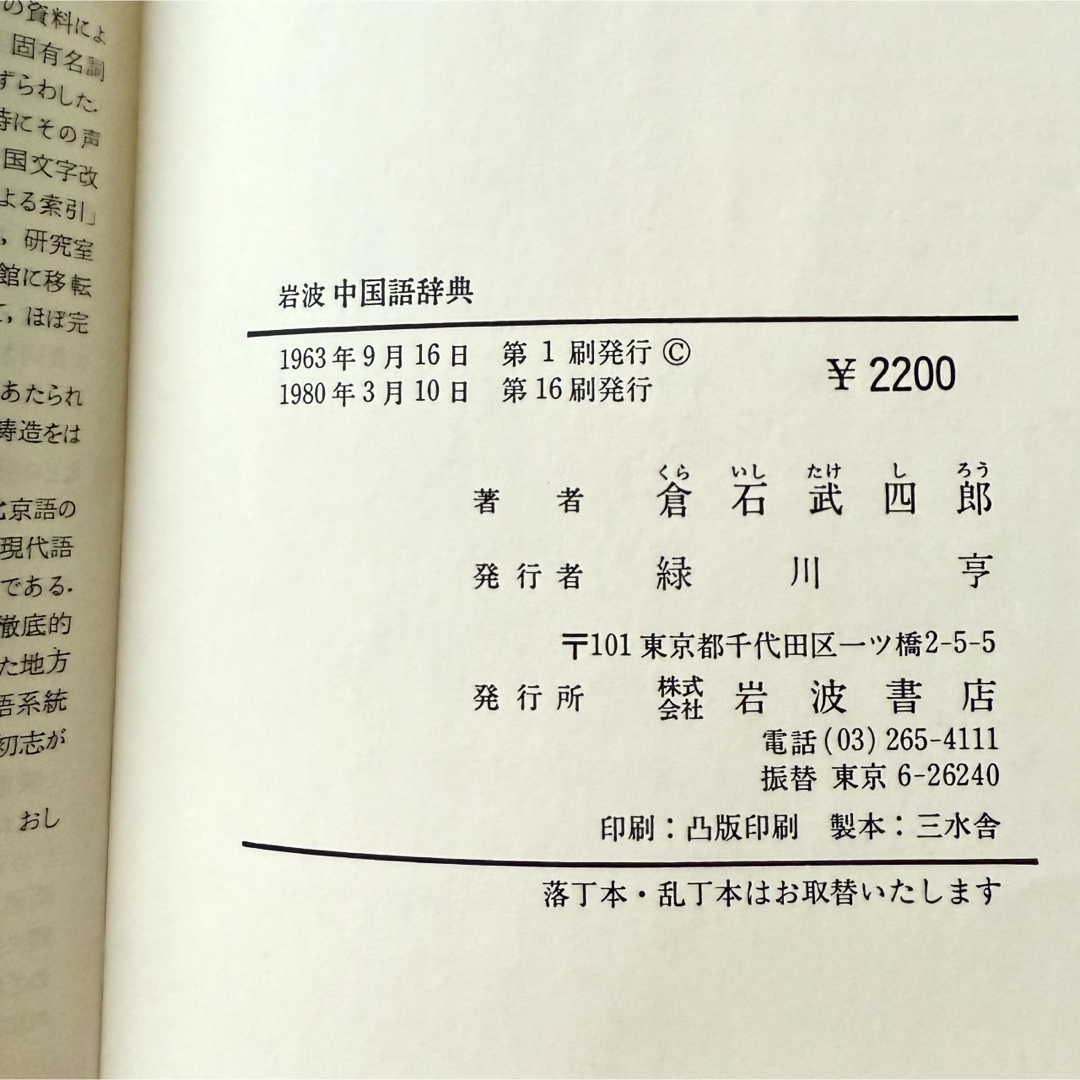 の資料によ
固有名詞
ずらわした.
特にその声
国文字改
よる索引」
，研究室
館に移転
，ほぼ完
あたられ
鋳造をは
北京語の
現代語
である.
徹底的
た地方
語系統
初志が
おし
岩波 中国語辞典
1963年9月16日 第1刷発行 ©
1980年3月10日 第16刷発行
¥2200
くら いし たけ し ろう
著者 倉石武四郎
発行者 緑川亨
〒101 東京都千代田区一ツ橋2-5-5
発行所 株式会社 岩波書店
電話(03)265-4111
振替 東京6-26240
印刷：凸版印刷 製本：三水舎
落丁本・乱丁本はお取替いたします